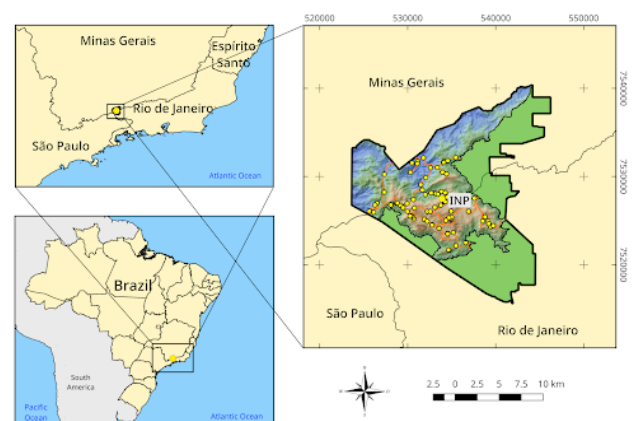 Minas Gerais
Espírito
Santo
Rio de Janeiro
São Paulo
Atlantic Ocean
Brazil
South
America
Pacific
Ocean
Atlantic Ocean
520000 530000 540000 550000
7540000
7530000
7520000
Minas Gerais
INP
São Paulo
Rio de Janeiro
2.5 0 2.5 5 7.5 10 km